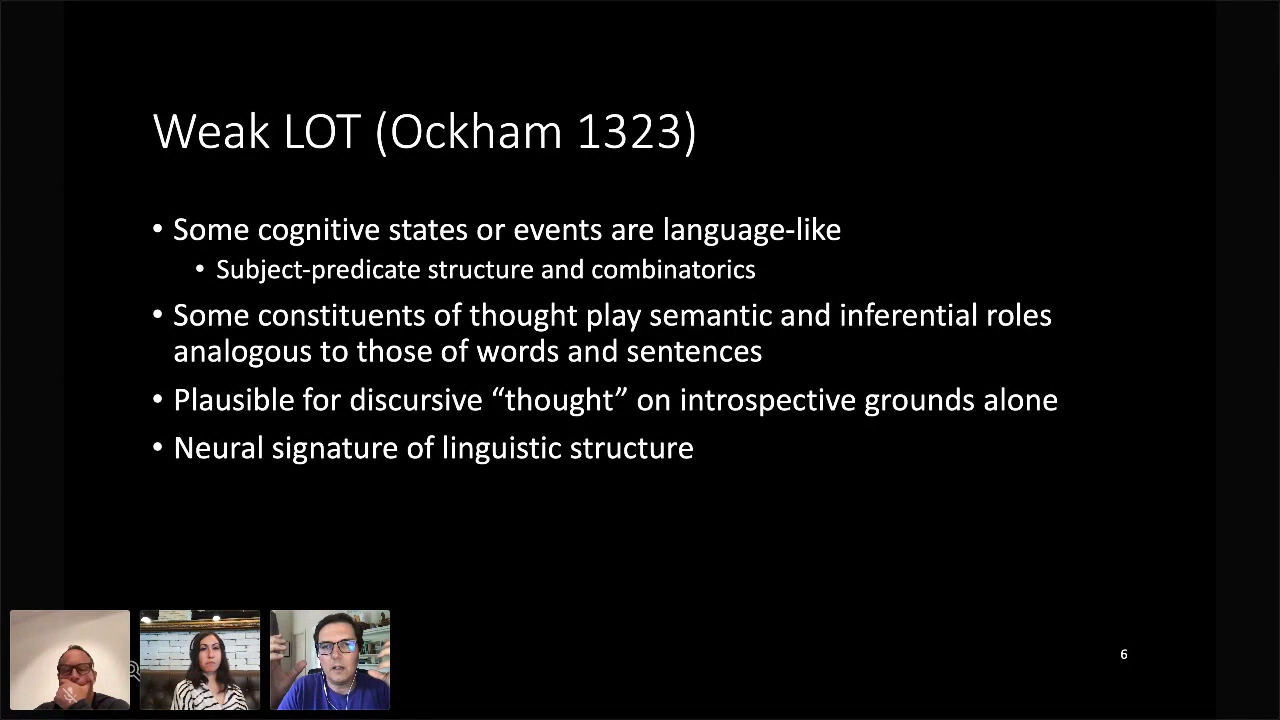 Weak LOT (Ockham 1323)
• Some cognitive states or events are language-like
• Subject-predicate structure and combinatorics
• Some constituents of thought play semantic and inferential roles
analogous to those of words and sentences
• Plausible for discursive “thought” on introspective grounds alone
• Neural signature of linguistic structure
6